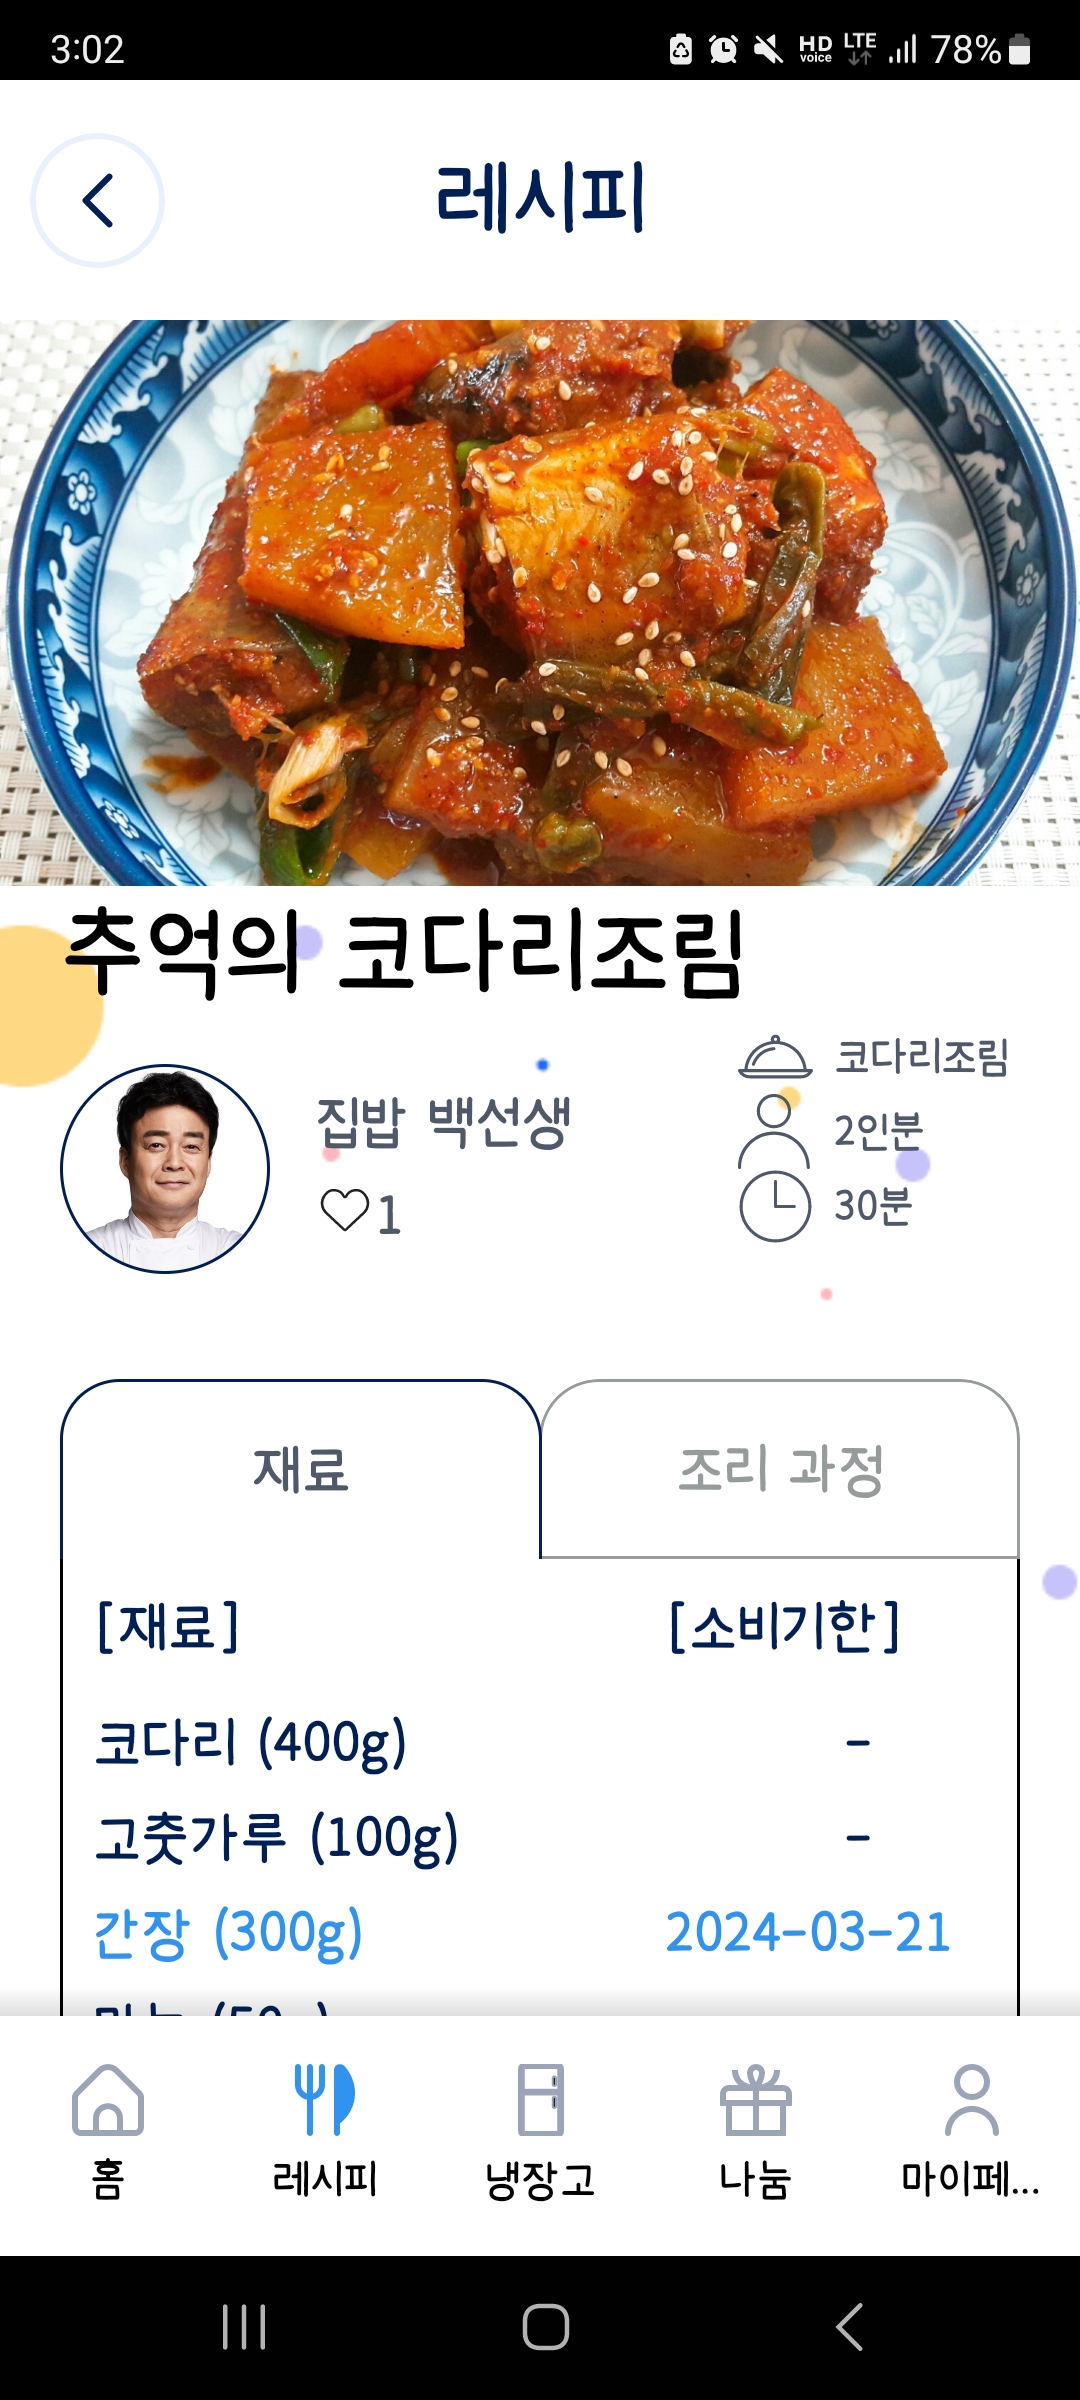 3:02 HD voice LTE 78%
레시피
추억의 코다리조림
코다리조림
집밥 백선생
2인분
1
30분
재료 조리 과정
[재료] [소비기한]
코다리 (400g) -
고춧가루 (100g) -
간장 (300g) 2024-03-21
홈 레시피 냉장고 나눔 마이페...